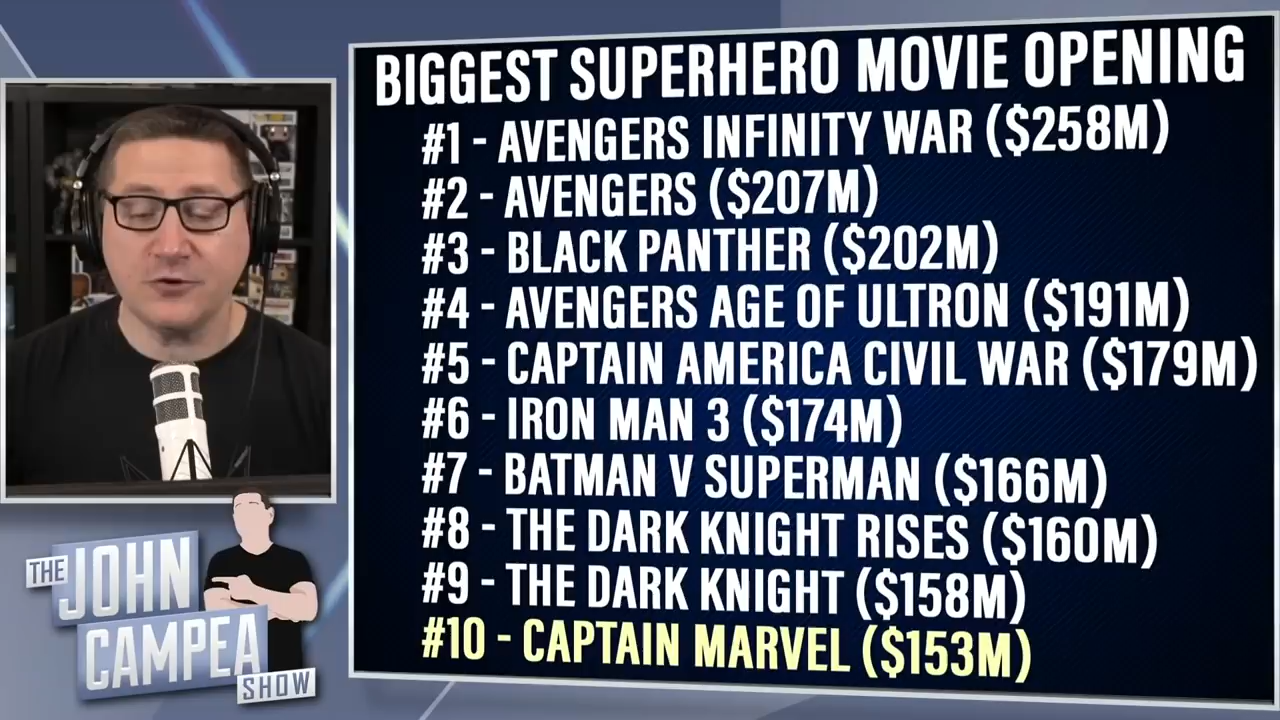 BIGGEST SUPERHERO MOVIE OPENING
#1 - AVENGERS INFINITY WAR ($258M)
#2 - AVENGERS ($207M)
#3 - BLACK PANTHER ($202M)
#4 - AVENGERS AGE OF ULTRON ($191M)
#5 - CAPTAIN AMERICA CIVIL WAR ($179M)
#6 - IRON MAN 3 ($174M)
#7 - BATMAN V SUPERMAN ($166M)
#8 - THE DARK KNIGHT RISES ($160M)
#9 - THE DARK KNIGHT ($158M)
#10 - CAPTAIN MARVEL ($153M)
THE JOHN
CAMPEA
SHOW